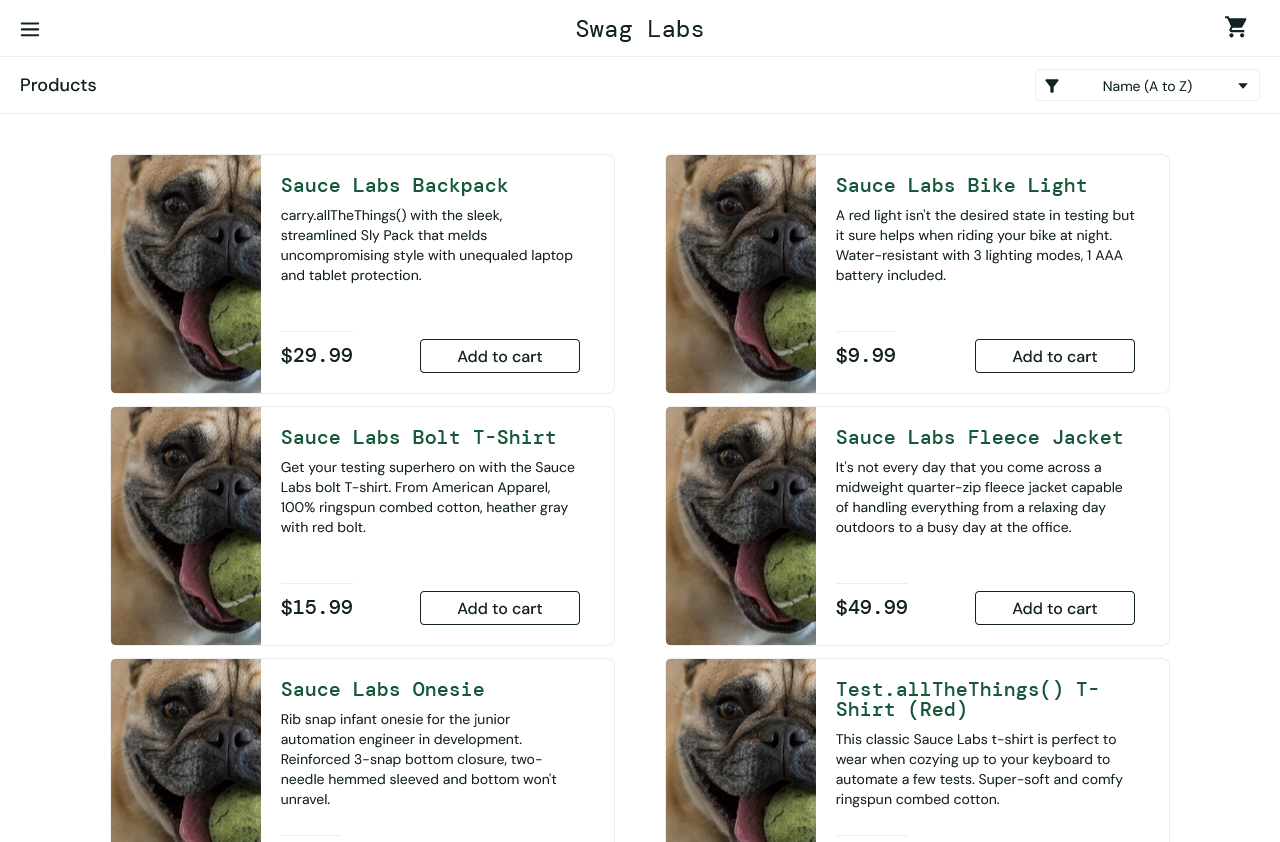 Swag Labs
Products
Name (A to Z)
Sauce Labs Backpack
carry.allTheThings() with the sleek,
streamlined Sly Pack that melds
uncompromising style with unequaled laptop
and tablet protection.
$29.99
Add to cart
Sauce Labs Bike Light
A red light isn't the desired state in testing but
it sure helps when riding your bike at night.
Water-resistant with 3 lighting modes, 1 AAA
battery included.
$9.99
Add to cart
Sauce Labs Bolt T-Shirt
Get your testing superhero on with the Sauce
Labs bolt T-shirt. From American Apparel,
100% ringspun combed cotton, heather gray
with red bolt.
$15.99
Add to cart
Sauce Labs Fleece Jacket
It's not every day that you come across a
midweight quarter-zip fleece jacket capable
of handling everything from a relaxing day
outdoors to a busy day at the office.
$49.99
Add to cart
Sauce Labs Onesie
Rib snap infant onesie for the junior
automation engineer in development.
Reinforced 3-snap bottom closure, two-
needle hemmed sleeved and bottom won't
unravel.
Test.allTheThings() T-
Shirt (Red)
This classic Sauce Labs t-shirt is perfect to
wear when cozying up to your keyboard to
automate a few tests. Super-soft and comfy
ringspun combed cotton.